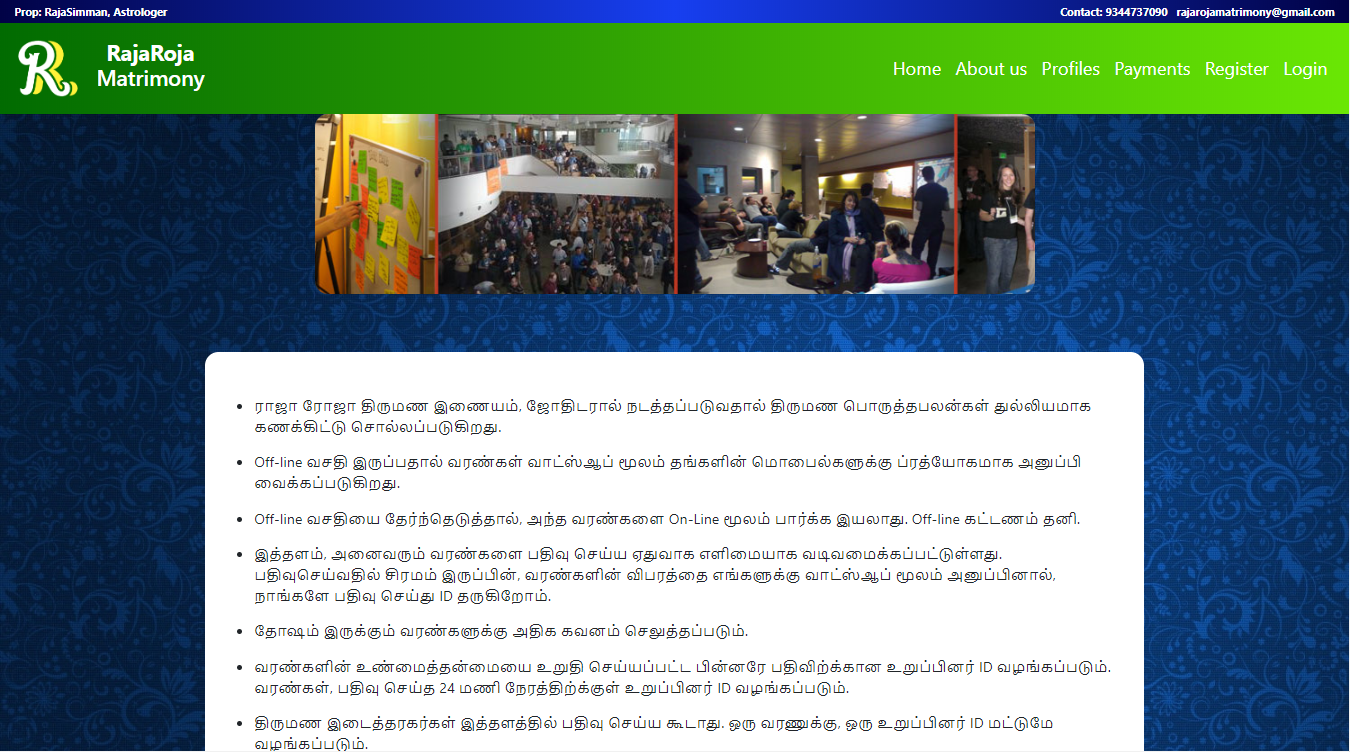 Prop: RajaSimman, Astrologer
Contact: 9344737090 rajarojamatrimony@gmail.com
RajaRoja
Matrimony
Home About us Profiles Payments Register Login
ராஜா ரோஜா திருமண இணையம், ஜோதிடரால் நடத்தப்படுவதால் திருமண பொருத்தபலன்கள் துல்லியமாக
கணக்கிட்டு சொல்லப்படுகிறது.
Off-line வசதி இருப்பதால் வரண்கள் வாட்ஸ்ஆப் மூலம் தங்களின் மொபைல்களுக்கு ப்ரத்யோகமாக அனுப்பி
வைக்கப்படுகிறது.
Off-line வசதியை தேர்ந்தெடுத்தால், அந்த வரண்களை On-Line மூலம் பார்க்க இயலாது. Off-line கட்டணம் தனி.
இத்தளம், அனைவரும் வரண்களை பதிவு செய்ய ஏதுவாக எளிமையாக வடிவமைக்கப்பட்டுள்ளது.
பதிவுசெய்வதில் சிரமம் இருப்பின், வரண்களின் விபரத்தை எங்களுக்கு வாட்ஸ்ஆப் மூலம் அனுப்பினால்,
நாங்களே பதிவு செய்து ID தருகிறோம்.
தோஷம் இருக்கும் வரண்களுக்கு அதிக கவனம் செலுத்தப்படும்.
வரண்களின் உண்மைத்தன்மையை உறுதி செய்யப்பட்ட பின்னரே பதிவிற்க்கான உறுப்பினர் ID வழங்கப்படும்.
வரண்கள், பதிவு செய்த 24 மணி நேரத்திற்க்குள் உறுப்பினர் ID வழங்கப்படும்.
திருமண இடைத்தரகர்கள் இத்தளத்தில் பதிவு செய்ய கூடாது. ஒரு வரணுக்கு, ஒரு உறுப்பினர் ID மட்டுமே
வழங்கப்படும்.